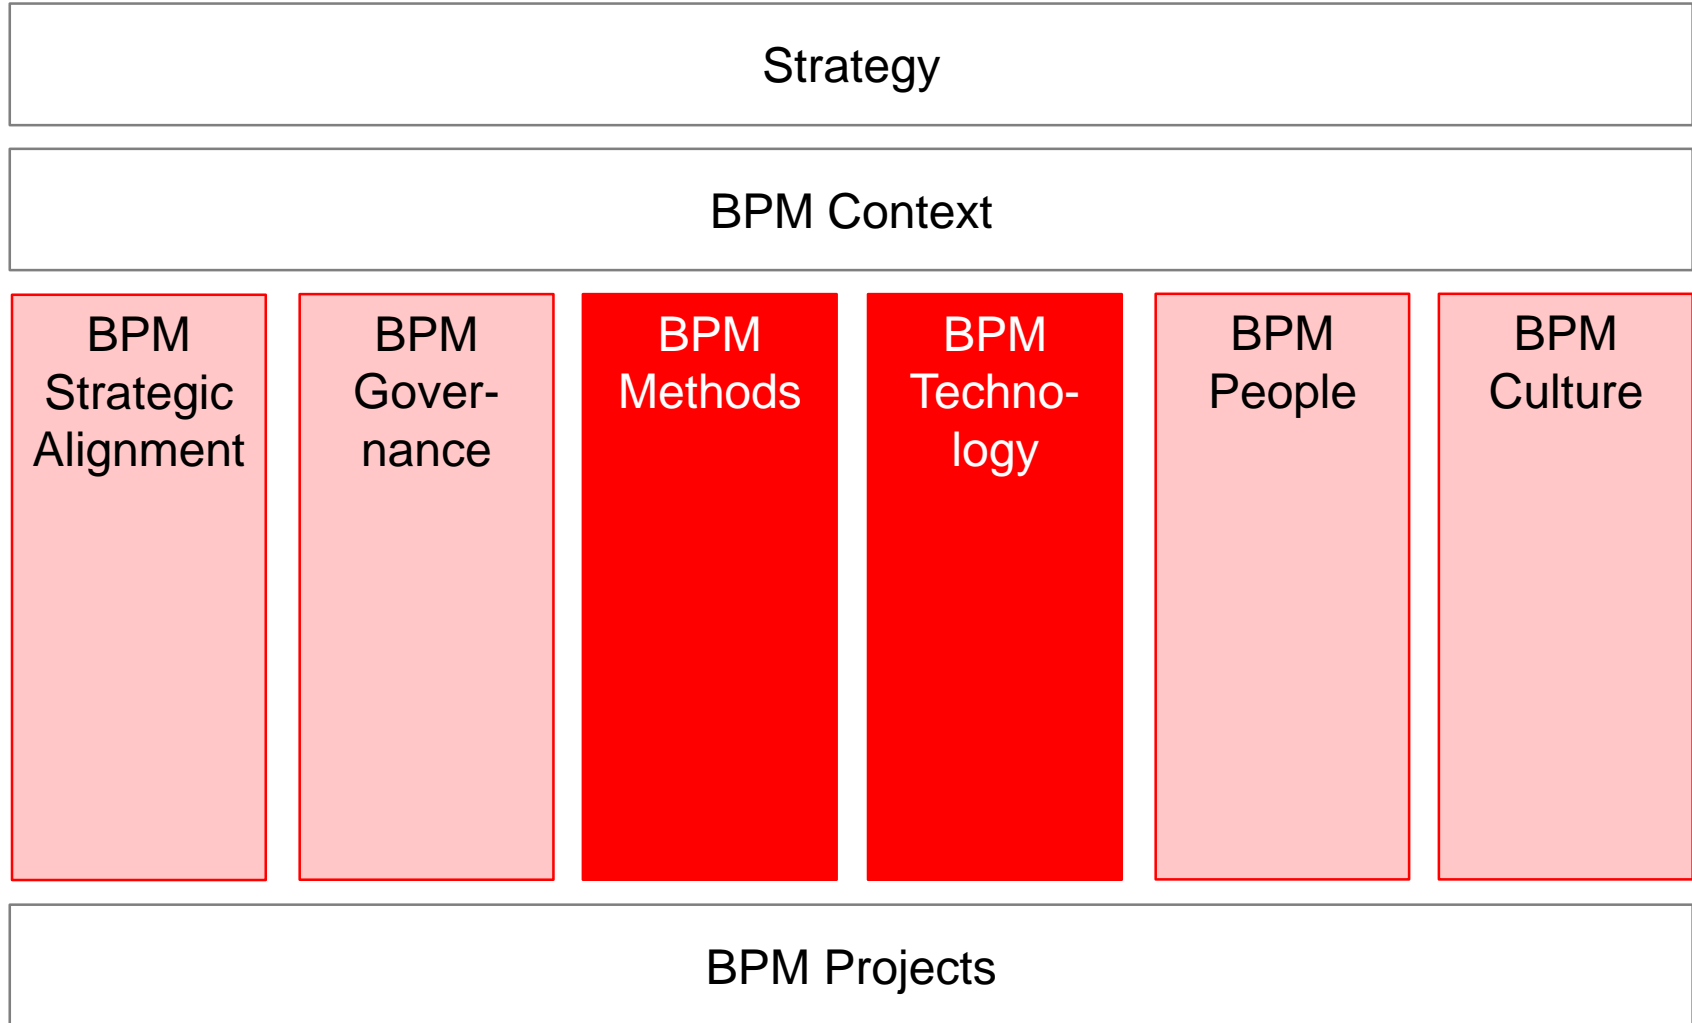 Strategy
BPM Context
BPM
Strategic
Alignment
BPM
Gover-
nance
BPM
Methods
BPM
Techno-
logy
BPM
People
BPM
Culture
BPM Projects